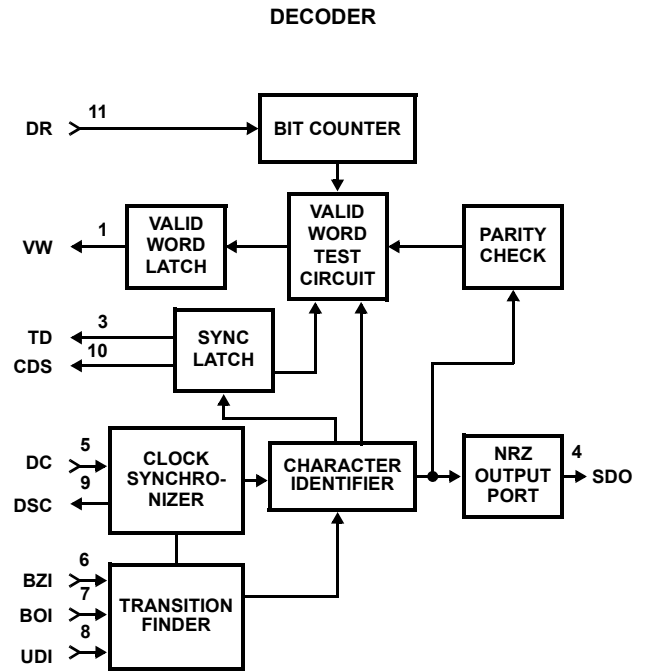 DECODER
11
DR
BIT COUNTER
1
VW
VALID
WORD
LATCH
VALID
WORD
TEST
CIRCUIT
PARITY
CHECK
3
TD
10
CDS
SYNC
LATCH
5
DC
9
DSC
CLOCK
SYNCHRO-
NIZER
CHARACTER
IDENTIFIER
NRZ
OUTPUT
PORT
4
SDO
6
BZI
7
BOI
8
UDI
TRANSITION
FINDER